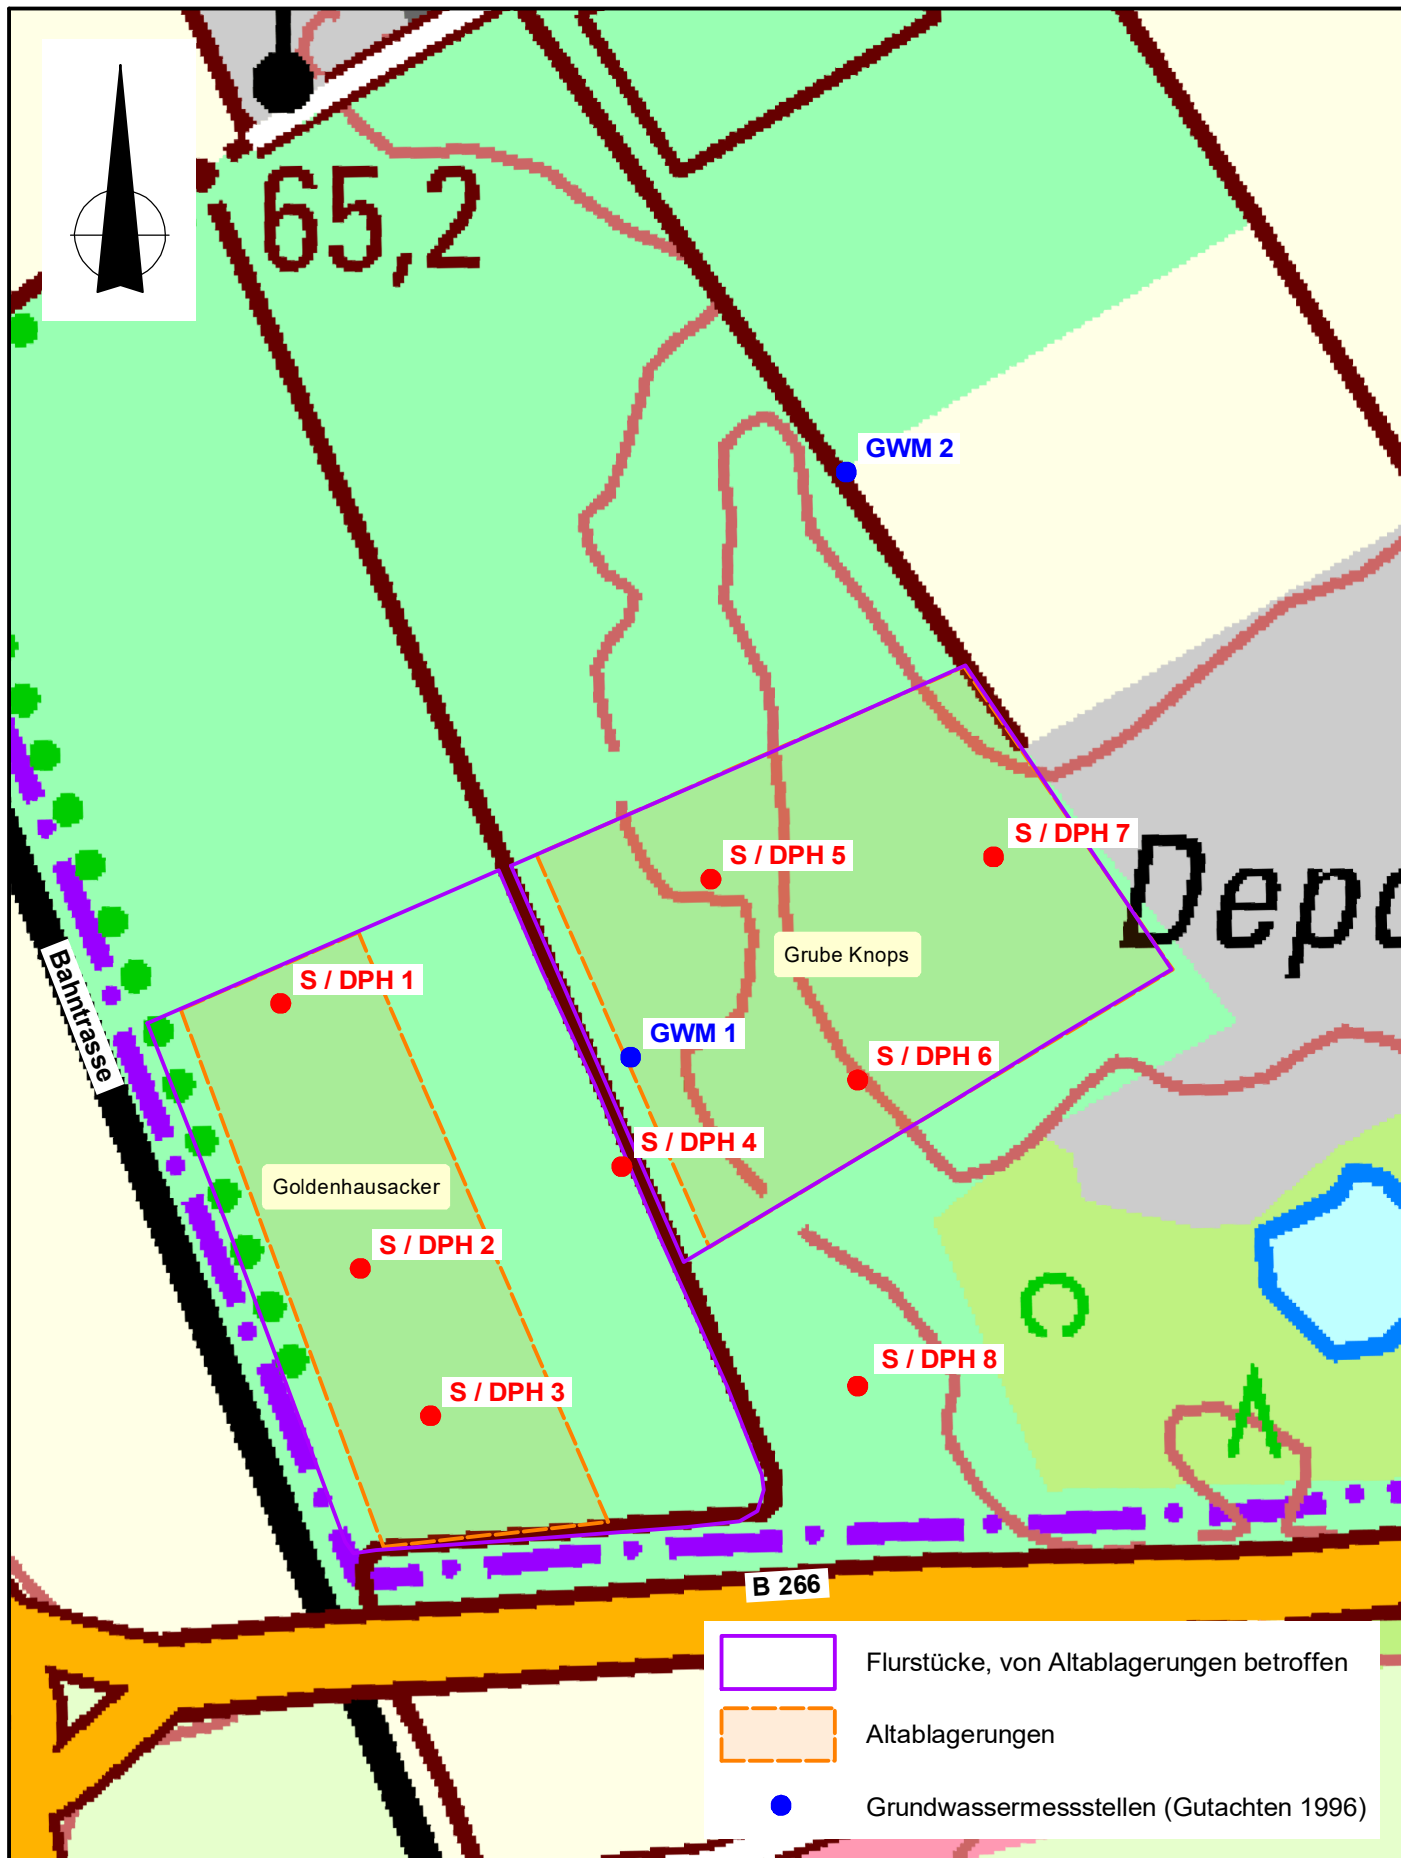 65,2
GWM 2
S / DPH 7
S / DPH 5
Depo
Grube Knops
Bahntrasse
S / DPH 1
GWM 1
S / DPH 6
S / DPH 4
Goldenhausacker
S / DPH 2
S / DPH 8
S / DPH 3
B 266
Flurstücke, von Altablagerungen betroffen
Altablagerungen
Grundwassermessstellen (Gutachten 1996)